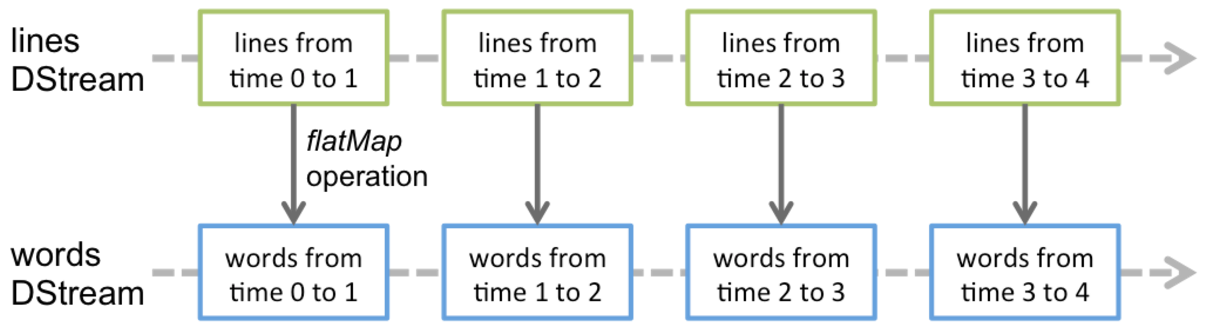 lines
DStream
lines from
time 0 to 1
lines from
time 1 to 2
lines from
time 2 to 3
lines from
time 3 to 4
flatMap
operation
words
DStream
words from
time 0 to 1
words from
time 1 to 2
words from
time 2 to 3
words from
time 3 to 4